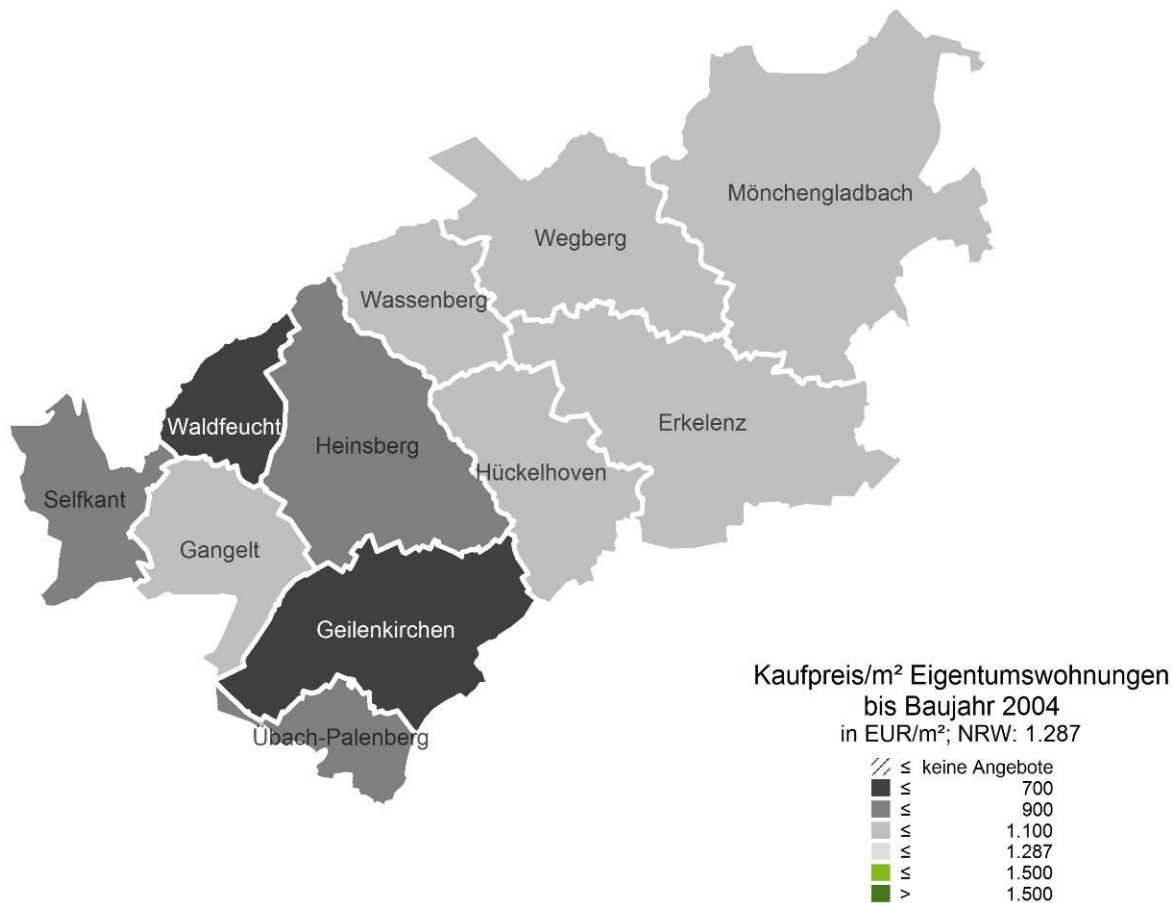 Mönchengladbach
Wegberg
Wassenberg
Erkelenz
Waldfeucht
Heinsberg
Hückelhoven
Selfkant
Gangelt
Geilenkirchen
Übach-Palenberg
Kaufpreis/m² Eigentumswohnungen
bis Baujahr 2004
in EUR/m²; NRW: 1.287
≤ keine Angebote
≤ 700
≤ 900
≤ 1.100
≤ 1.287
≤ 1.500
> 1.500